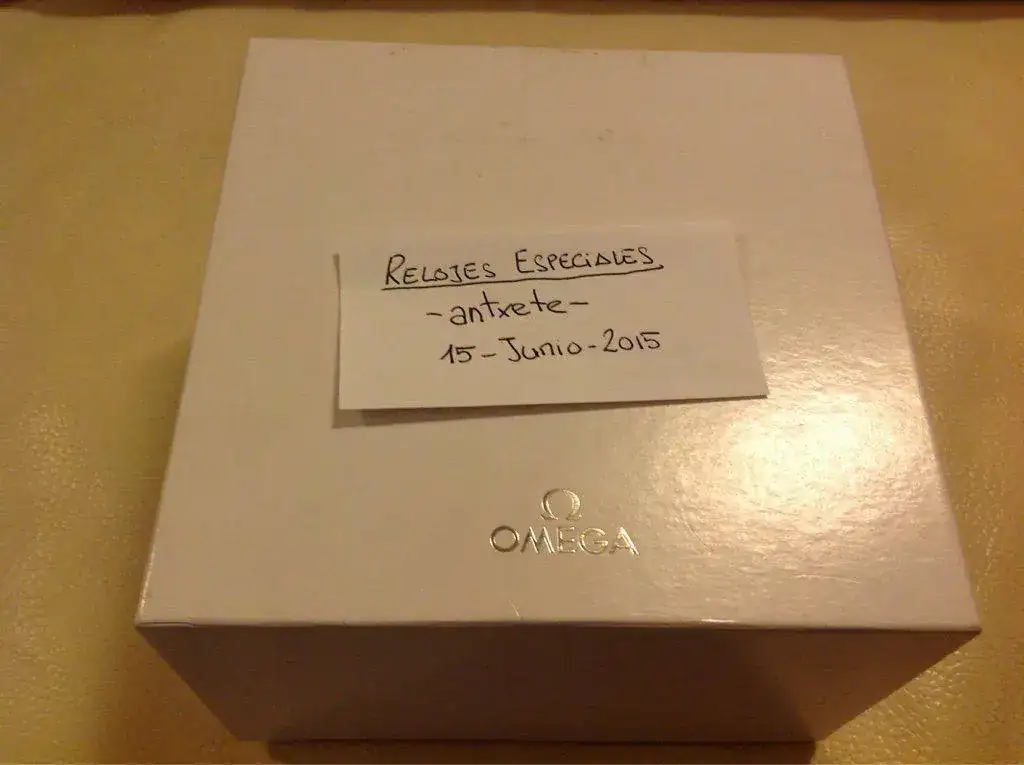 RELOJES ESPECIALES
-antxete-
15-Junio-2015
Ω
OMEGA